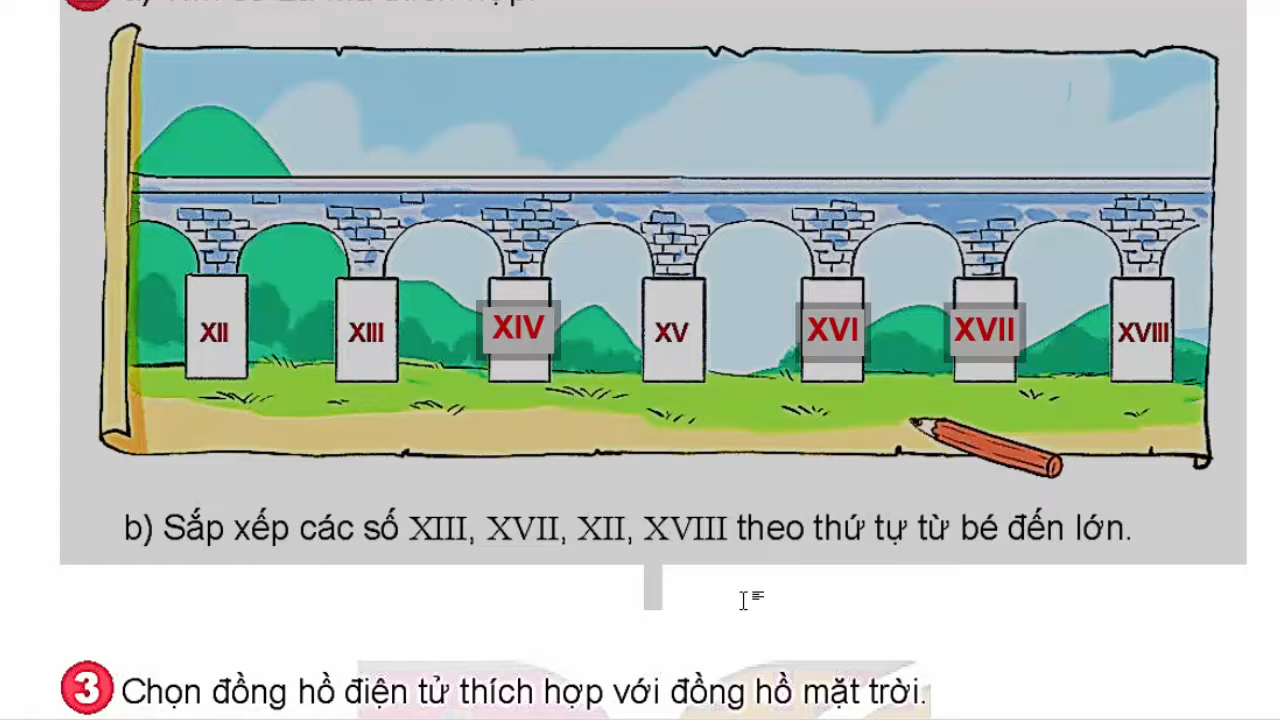 XII XIII XIV XV XVI XVII XVIII
b) Sắp xếp các số XIII, XVII, XII, XVIII theo thứ tự từ bé đến lớn.
3 Chọn đồng hồ điện tử thích hợp với đồng hồ mặt trời.